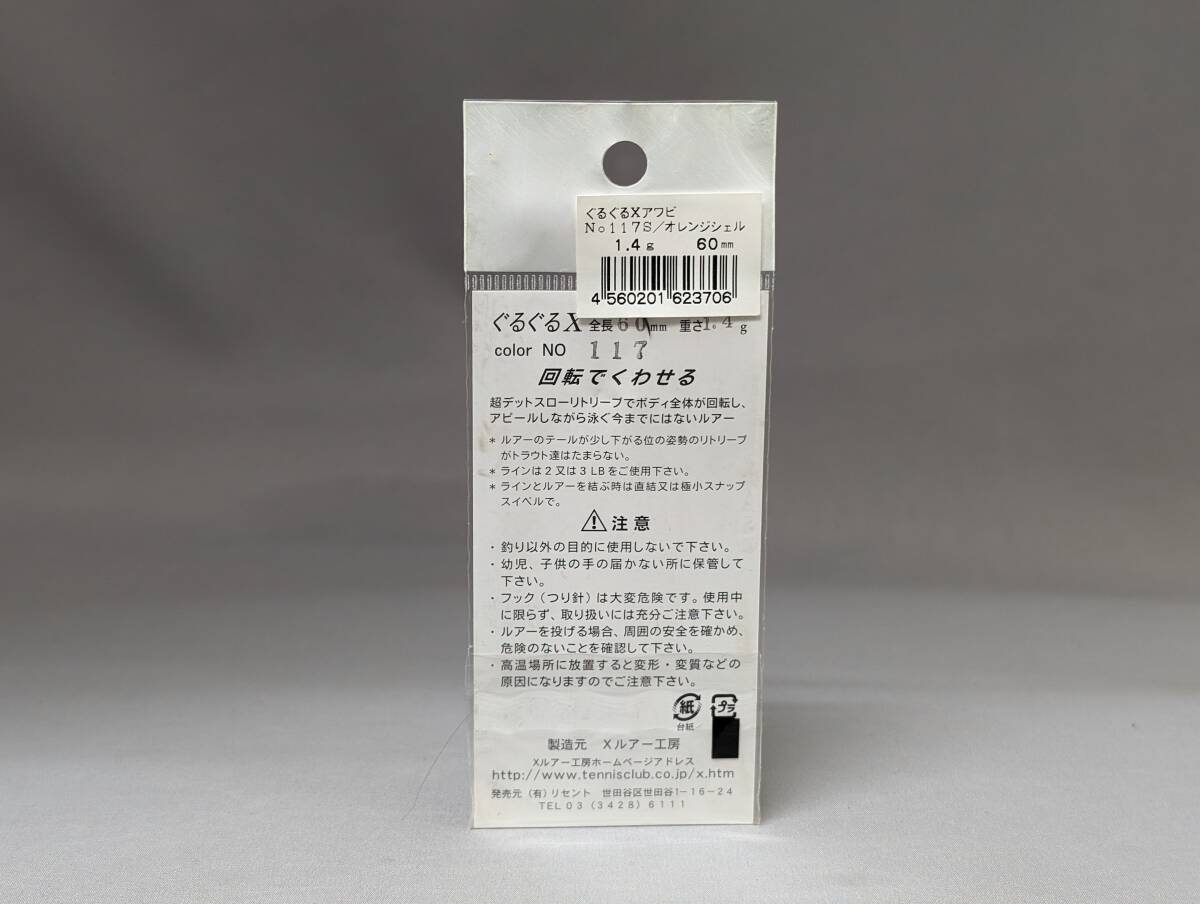 ぐるぐるXアワビ
No117S/オレンジシェル
1.4g 60mm
4 560201 623706
ぐるぐるX 全長60mm 重さ1.4g
color NO 117
回転でくわせる
超デットスローリトリーブでボディ全体が回転し、
アピールしながら泳ぐ今までにはないルアー
* ルアーのテールが少し下がる位の姿勢のリトリーブ
がトラウト達はたまらない。
* ラインは2又は3LBをご使用下さい。
* ラインとルアーを結ぶ時は直結又は極小スナップ
スイベルで。
⚠注意
・釣り以外の目的に使用しないで下さい。
・幼児、子供の手の届かない所に保管して
下さい。
・フック(つり針)は大変危険です。使用中
に限らず、取り扱いには充分ご注意下さい。
・ルアーを投げる場合、周囲の安全を確かめ、
危険のないことを確認して下さい。
・高温場所に放置すると変形・変質などの
原因になりますのでご注意下さい。
紙 プラ
台紙
製造元 Xルアー工房
Xルアー工房ホームページアドレス
http://www.tennisclub.co.jp/x.htm
発売元(有)リセント 世田谷区世田谷1-16-24
TEL03(3428)6111